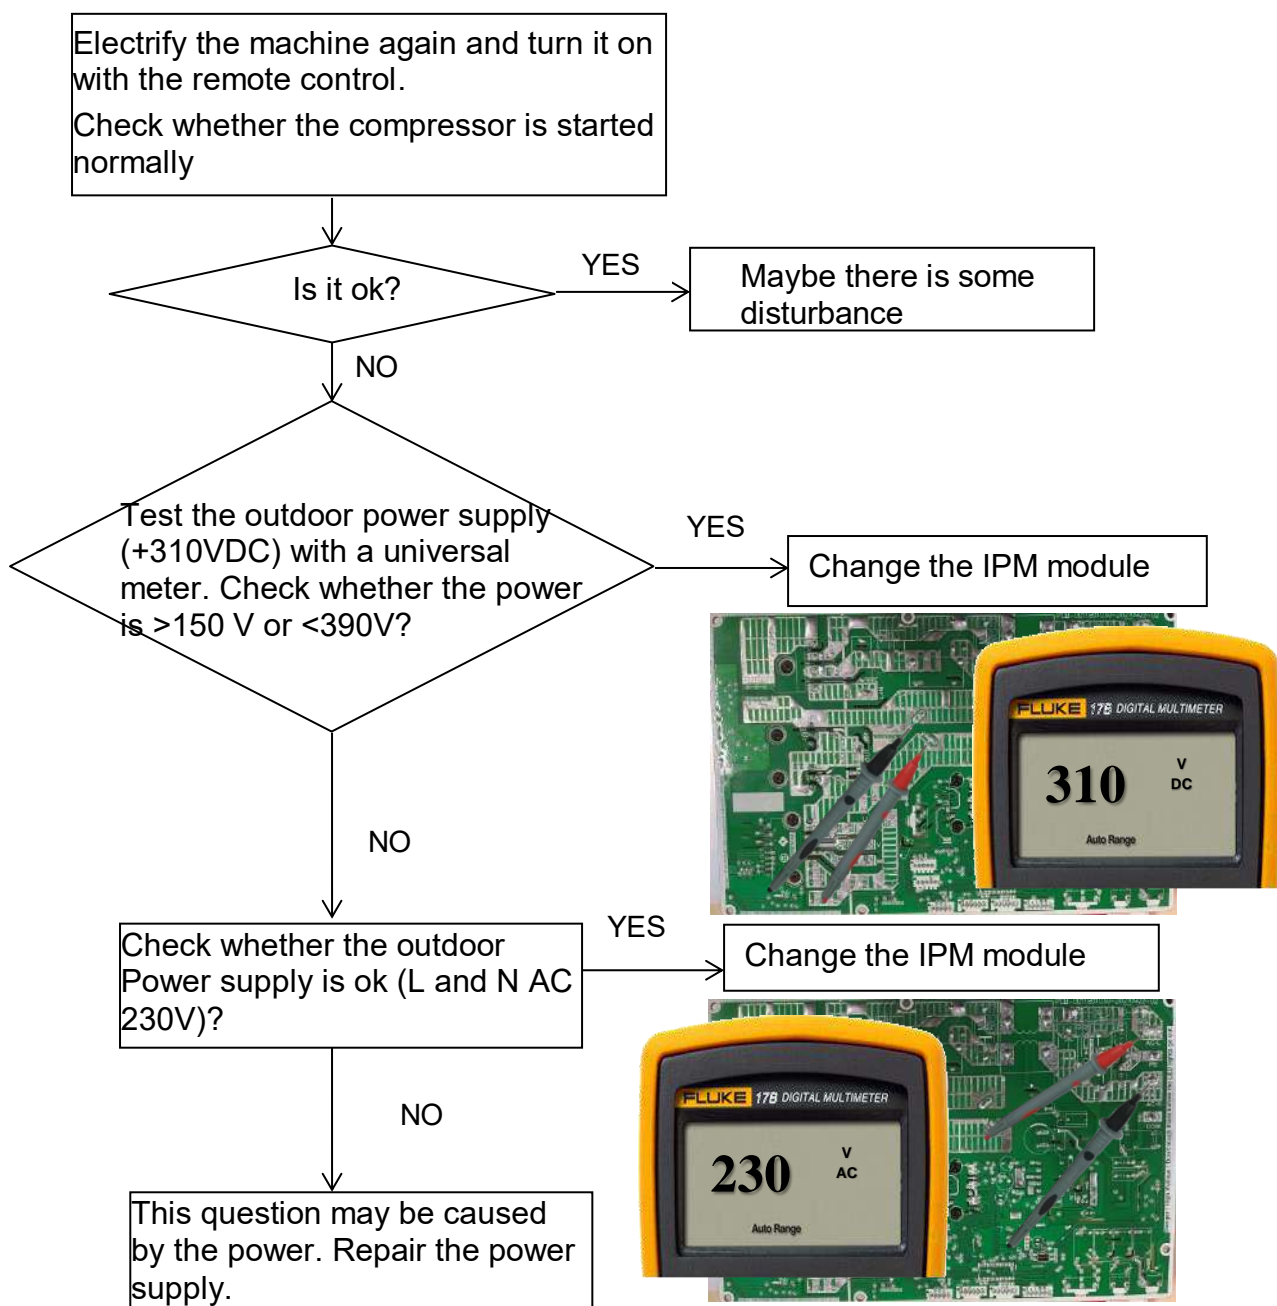 Electrify the machine again and turn it on
with the remote control.
Check whether the compressor is started
normally
Is it ok?
YES
Maybe there is some
disturbance
NO
Test the outdoor power supply
(+310VDC) with a universal
meter. Check whether the power
is >150 V or <390V?
YES
Change the IPM module
FLUKE 17B DIGITAL MULTIMETER
310
V
DC
Auto Range
NO
Check whether the outdoor
Power supply is ok (L and N AC
230V)?
YES
Change the IPM module
FLUKE 17B DIGITAL MULTIMETER
230
V
AC
Auto Range
NO
This question may be caused
by the power. Repair the power
supply.